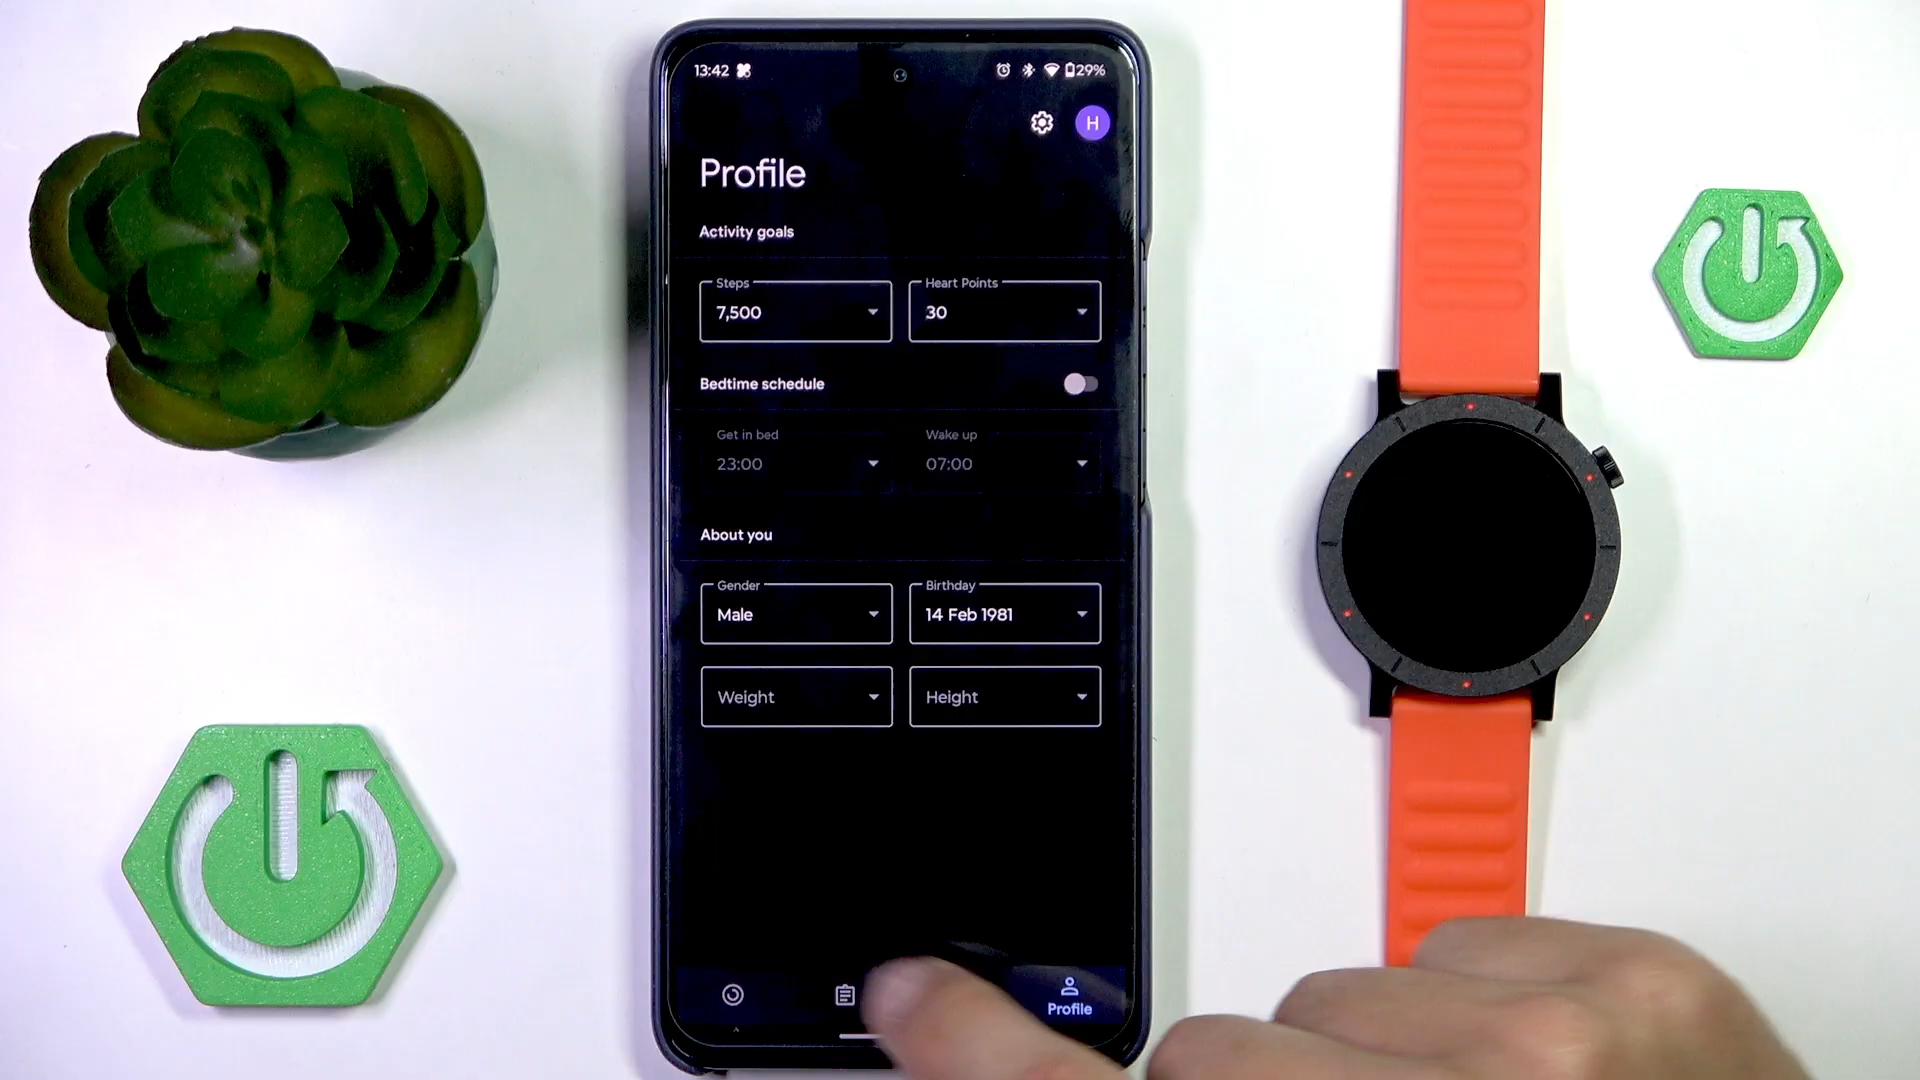 13:42 29%
H
Profile
Activity goals
Steps Heart Points
7,500 30
Bedtime schedule
Get in bed Wake up
23:00 07:00
About you
Gender Birthday
Male 14 Feb 1981
Weight Height
Profile